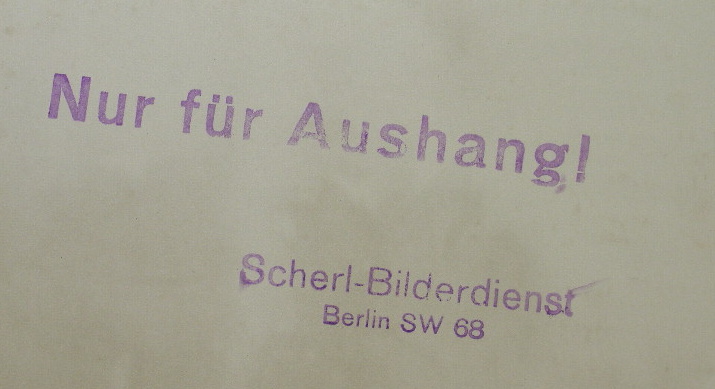 Nur für Aushang!
Scherl-Bilderdienst
Berlin SW 68